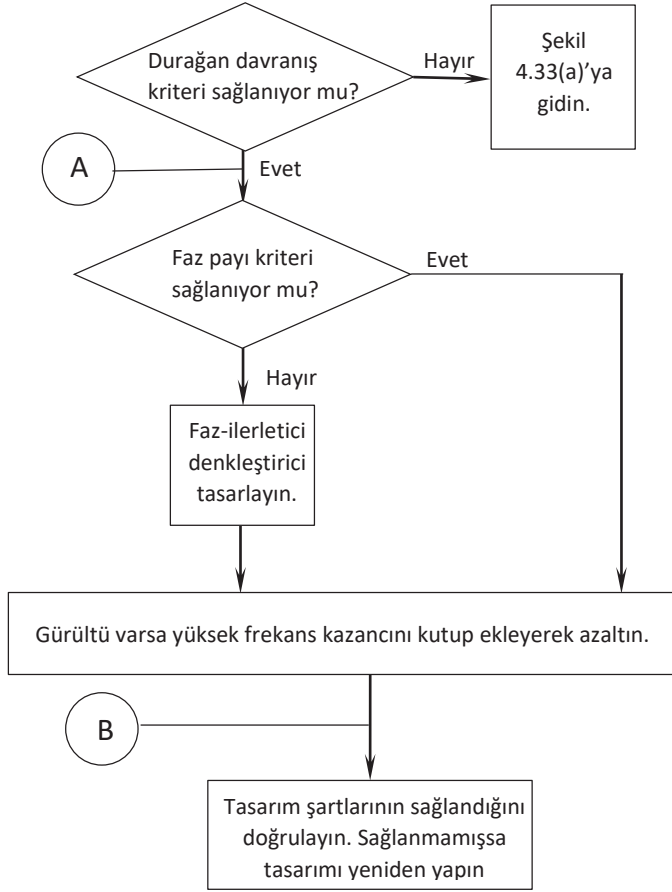 Durağan davranış
kriteri sağlanıyor mu?
Hayır
Şekil
4.33(a)’ya
gidin.
A
Evet
Faz payı kriteri
sağlanıyor mu?
Evet
Hayır
Faz-ilerletici
denkleştirici
tasarlayın.
Gürültü varsa yüksek frekans kazancını kutup ekleyerek azaltın.
B
Tasarım şartlarının sağlandığını
doğrulayın. Sağlanmamışsa
tasarımı yeniden yapın